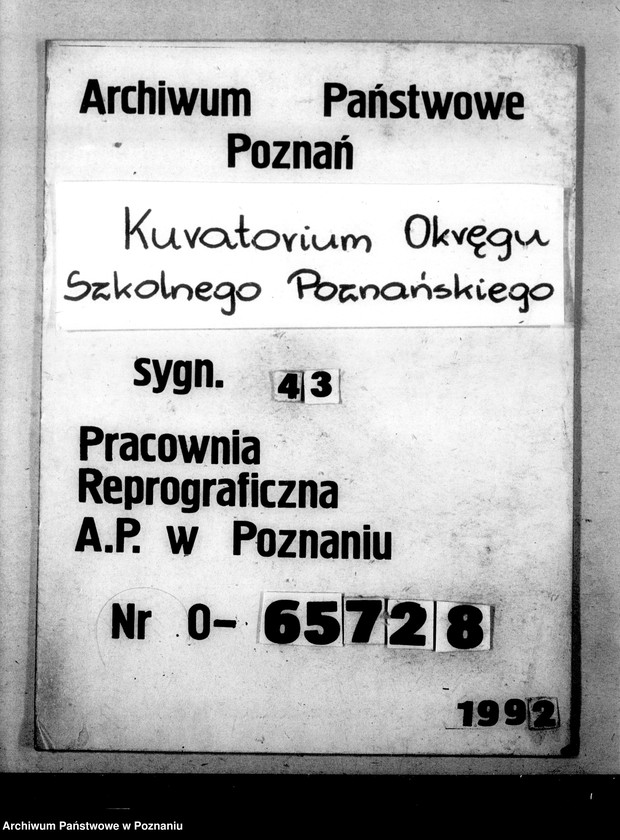 Archiwum Państwowe
Poznań
Kuratorium Okręgu
Szkolnego Poznańskiego
sygn. 43
Pracownia
Reprograficzna
A.P. w Poznaniu
Nr 0-65728
1992
Archiwum Państwowe w Poznaniu